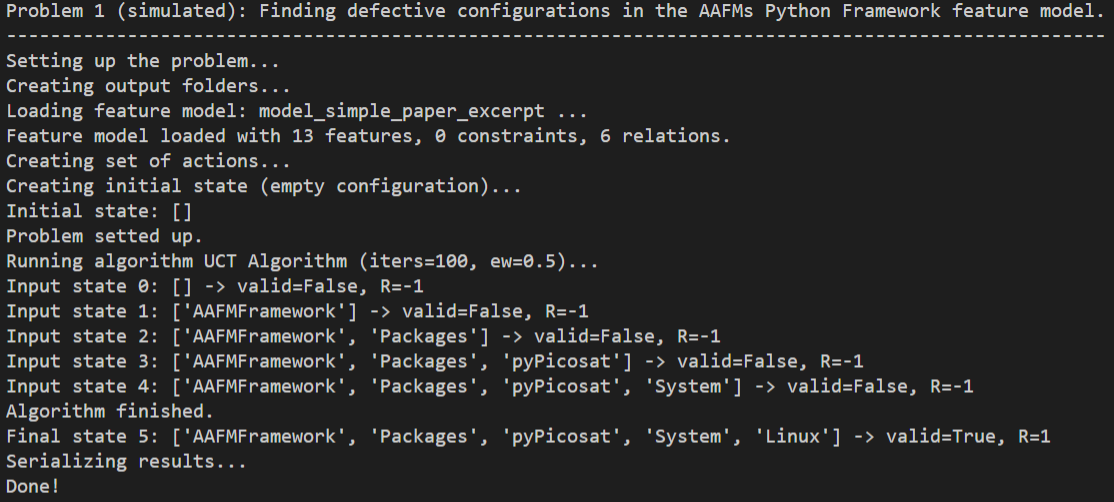 Problem 1 (simulated): Finding defective configurations in the AAFMs Python Framework feature model.
----------------------------------------------------------------------------------------------------
Setting up the problem...
Creating output folders...
Loading feature model: model_simple_paper_excerpt ...
Feature model loaded with 13 features, 0 constraints, 6 relations.
Creating set of actions...
Creating initial state (empty configuration)...
Initial state: []
Problem setted up.
Running algorithm UCT Algorithm (iters=100, ew=0.5)...
Input state 0: [] -> valid=False, R=-1
Input state 1: ['AAFMFramework'] -> valid=False, R=-1
Input state 2: ['AAFMFramework', 'Packages'] -> valid=False, R=-1
Input state 3: ['AAFMFramework', 'Packages', 'pyPicosat'] -> valid=False, R=-1
Input state 4: ['AAFMFramework', 'Packages', 'pyPicosat', 'System'] -> valid=False, R=-1
Algorithm finished.
Final state 5: ['AAFMFramework', 'Packages', 'pyPicosat', 'System', 'Linux'] -> valid=True, R=1
Serializing results...
Done!